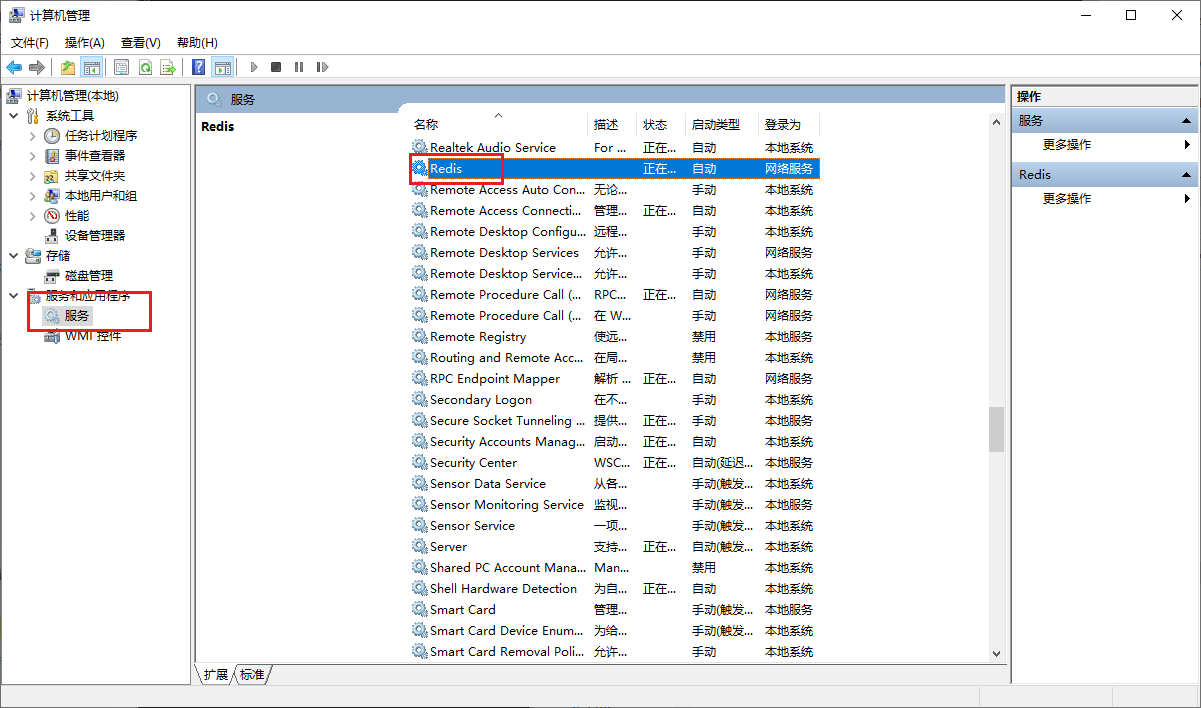 计算机管理
文件(F) 操作(A) 查看(V) 帮助(H)
计算机管理(本地)
系统工具
任务计划程序
事件查看器
共享文件夹
本地用户和组
性能
设备管理器
存储
磁盘管理
服务和应用程序
服务
WMI 控件
服务
Redis
名称 描述 状态 启动类型 登录为
Realtek Audio Service For ... 正在... 自动 本地系统
Redis 正在... 自动 网络服务
Remote Access Auto Con... 无论... 手动 本地系统
Remote Access Connecti... 管理... 正在... 自动 本地系统
Remote Desktop Configu... 远程... 手动 本地系统
Remote Desktop Services 允许... 手动 网络服务
Remote Desktop Service... 允许... 手动 本地系统
Remote Procedure Call (... RPC... 正在... 自动 网络服务
Remote Procedure Call (... 在 W... 手动 网络服务
Remote Registry 使远... 禁用 本地服务
Routing and Remote Acc... 在局... 禁用 本地系统
RPC Endpoint Mapper 解析 ... 正在... 自动 网络服务
Secondary Logon 在不... 手动 本地系统
Secure Socket Tunneling ... 提供... 正在... 手动 本地服务
Security Accounts Manag... 启动... 正在... 自动 本地系统
Security Center WSC... 正在... 自动(延迟... 本地服务
Sensor Data Service 从各... 手动(触发... 本地系统
Sensor Monitoring Service 监视... 手动(触发... 本地服务
Sensor Service 一项... 手动(触发... 本地系统
Server 支持... 正在... 自动(触发... 本地系统
Shared PC Account Mana... Man... 禁用 本地系统
Shell Hardware Detection 为自... 正在... 自动 本地系统
Smart Card 管理... 手动(触发... 本地服务
Smart Card Device Enum... 为给... 手动(触发... 本地系统
Smart Card Removal Poli... 允许... 手动 本地系统
扩展 标准
操作
服务
更多操作
Redis
更多操作